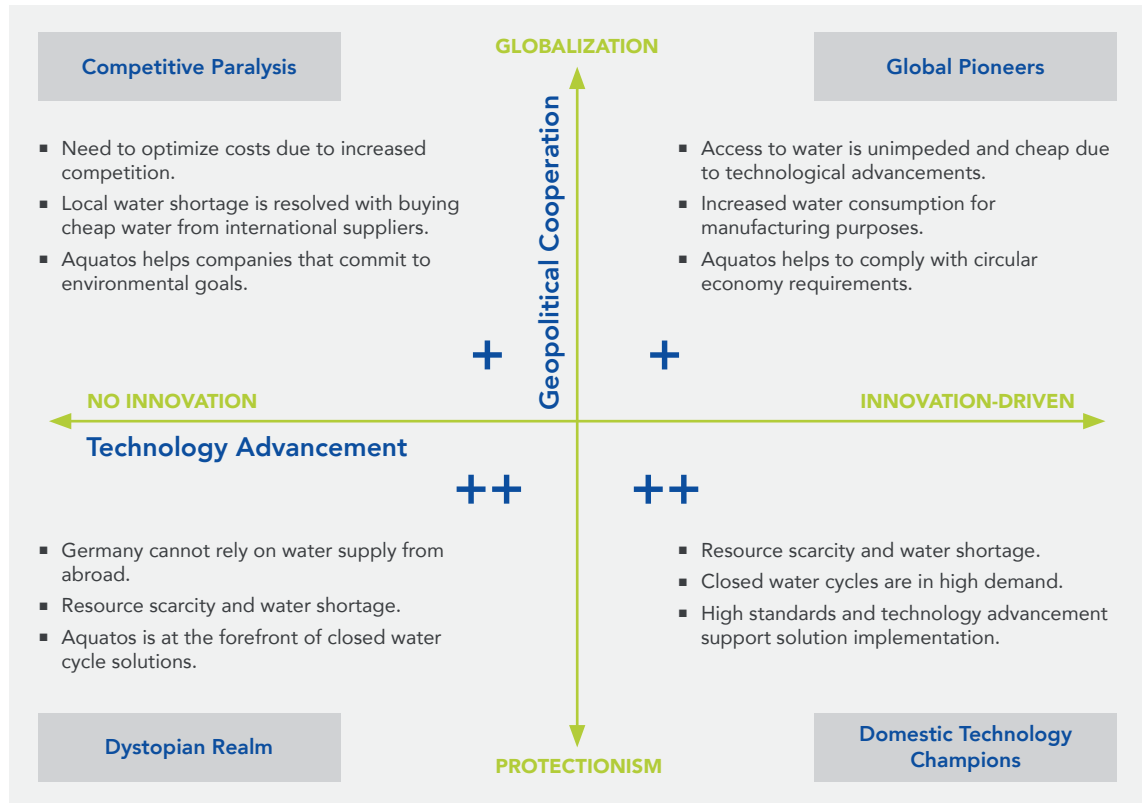 GLOBALIZATION
Competitive Paralysis
Global Pioneers
▪ Need to optimize costs due to increased
competition.
▪ Local water shortage is resolved with buying
cheap water from international suppliers.
▪ Aquatos helps companies that commit to
environmental goals.
Geopolitical Cooperation
▪ Access to water is unimpeded and cheap due
to technological advancements.
▪ Increased water consumption for
manufacturing purposes.
▪ Aquatos helps to comply with circular
economy requirements.
+
+
NO INNOVATION
INNOVATION-DRIVEN
Technology Advancement
++
++
▪ Germany cannot rely on water supply from
abroad.
▪ Resource scarcity and water shortage.
▪ Aquatos is at the forefront of closed water
cycle solutions.
▪ Resource scarcity and water shortage.
▪ Closed water cycles are in high demand.
▪ High standards and technology advancement
support solution implementation.
Dystopian Realm
Domestic Technology
Champions
PROTECTIONISM